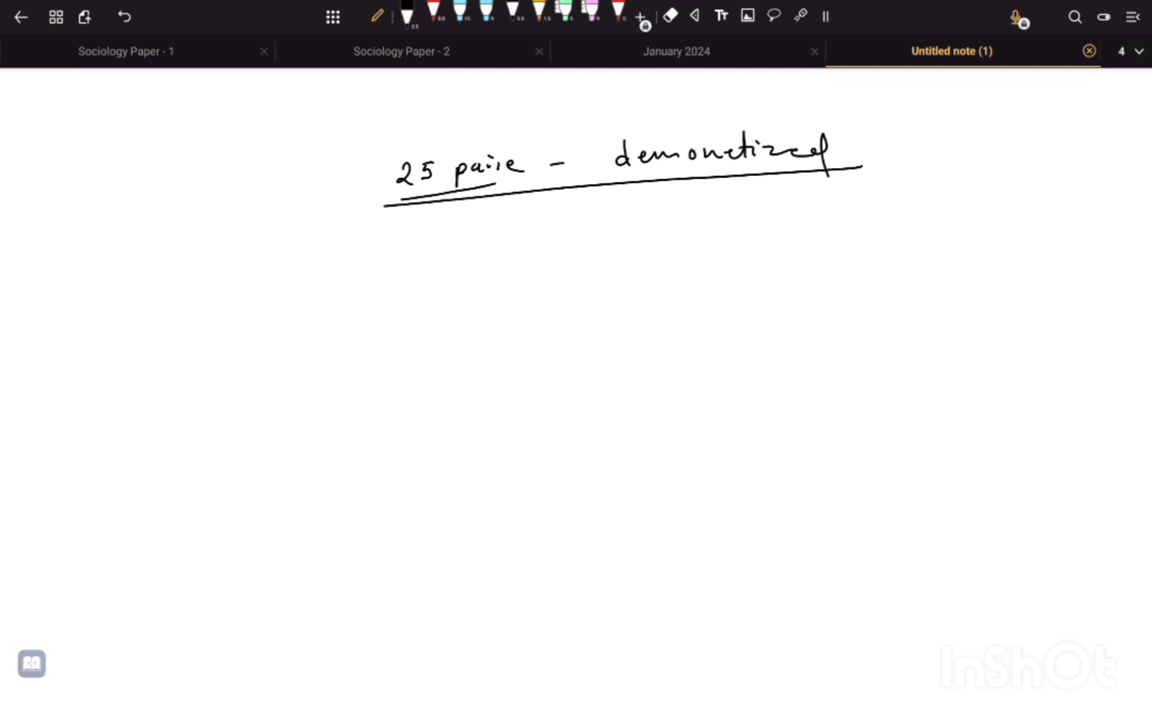 Sociology Paper - 1
Sociology Paper - 2
January 2024
Untitled note (1)
4
25 paise - demonetized
InShOt